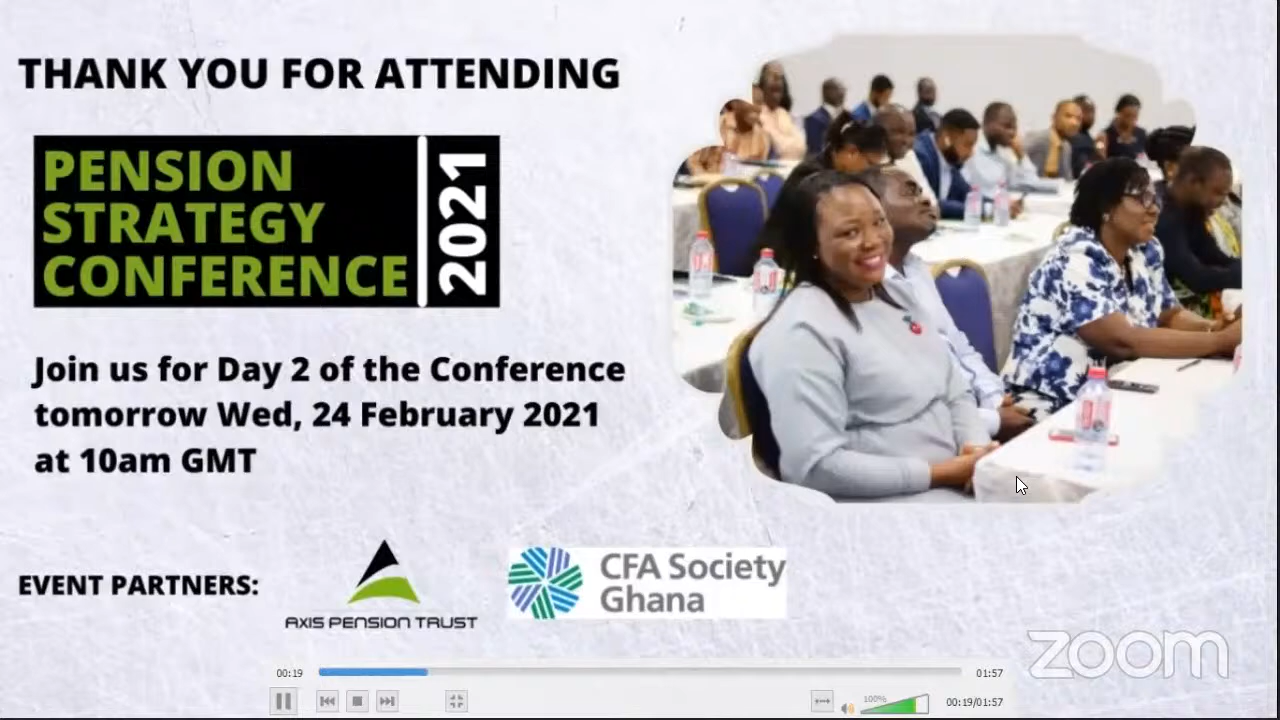 THANK YOU FOR ATTENDING
PENSION
STRATEGY
CONFERENCE
2021
Join us for Day 2 of the Conference
tomorrow Wed, 24 February 2021
at 10am GMT
EVENT PARTNERS:
AXIS PENSION TRUST
CFA Society
Ghana
zoom
00:19
01:57
100%
00:19/01:57